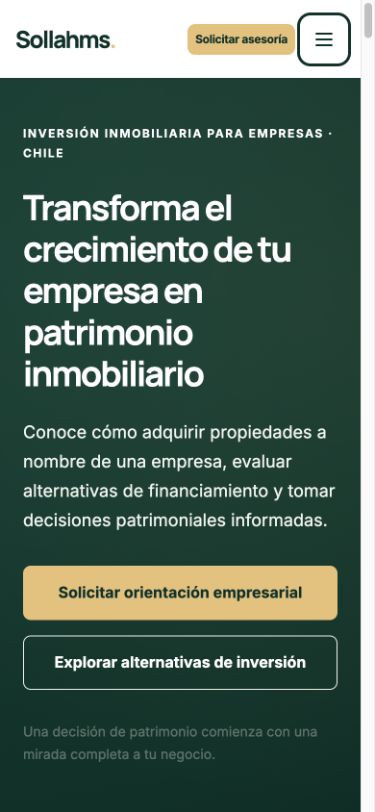 Sollahms.
Solicitar asesoría
INVERSIÓN INMOBILIARIA PARA EMPRESAS ·
CHILE
Transforma el
crecimiento de tu
empresa en
patrimonio
inmobiliario
Conoce cómo adquirir propiedades a
nombre de una empresa, evaluar
alternativas de financiamiento y tomar
decisiones patrimoniales informadas.
Solicitar orientación empresarial
Explorar alternativas de inversión
Una decisión de patrimonio comienza con una
mirada completa a tu negocio.